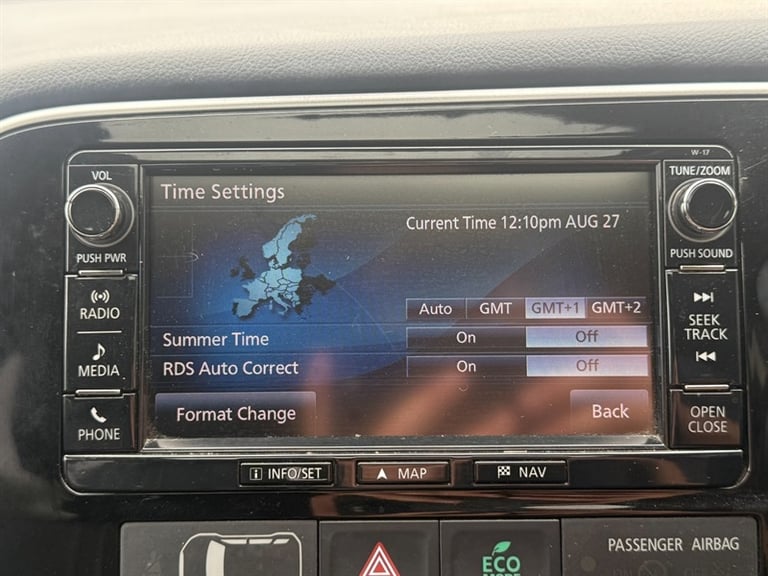 W-17
VOL
TUNE/ZOOM
Time Settings
Current Time 12:10pm AUG 27
PUSH PWR
PUSH SOUND
RADIO
SEEK
TRACK
Auto GMT GMT+1 GMT+2
Summer Time On Off
RDS Auto Correct On Off
MEDIA
Format Change Back
PHONE
OPEN
CLOSE
INFO/SET
MAP
NAV
PASSENGER AIRBAG
ECO
MODE